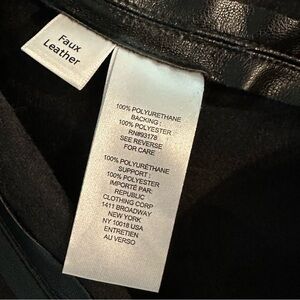 Faux
Leather
100% POLYURETHANE
BACKING :
100% POLYESTER
RN#93178
SEE REVERSE
FOR CARE
100% POLYURÉTHANE
SUPPORT :
100% POLYESTER
IMPORTÉ PAR:
REPUBLIC
CLOTHING CORP
1411 BROADWAY
NEW YORK
NY 10018 USA
ENTRETIEN
AU VERSO